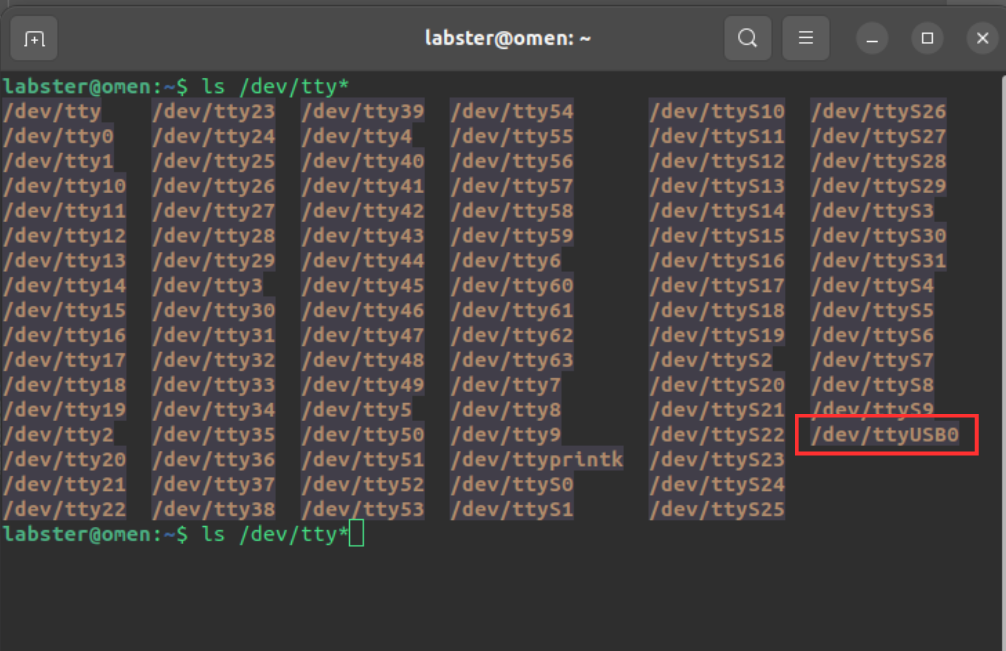 labster@omen: ~
labster@omen:~$ ls /dev/tty*
/dev/tty /dev/tty23 /dev/tty39 /dev/tty54 /dev/ttyS10 /dev/ttyS26
/dev/tty0 /dev/tty24 /dev/tty4 /dev/tty55 /dev/ttyS11 /dev/ttyS27
/dev/tty1 /dev/tty25 /dev/tty40 /dev/tty56 /dev/ttyS12 /dev/ttyS28
/dev/tty10 /dev/tty26 /dev/tty41 /dev/tty57 /dev/ttyS13 /dev/ttyS29
/dev/tty11 /dev/tty27 /dev/tty42 /dev/tty58 /dev/ttyS14 /dev/ttyS3
/dev/tty12 /dev/tty28 /dev/tty43 /dev/tty59 /dev/ttyS15 /dev/ttyS30
/dev/tty13 /dev/tty29 /dev/tty44 /dev/tty6 /dev/ttyS16 /dev/ttyS31
/dev/tty14 /dev/tty3 /dev/tty45 /dev/tty60 /dev/ttyS17 /dev/ttyS4
/dev/tty15 /dev/tty30 /dev/tty46 /dev/tty61 /dev/ttyS18 /dev/ttyS5
/dev/tty16 /dev/tty31 /dev/tty47 /dev/tty62 /dev/ttyS19 /dev/ttyS6
/dev/tty17 /dev/tty32 /dev/tty48 /dev/tty63 /dev/ttyS2 /dev/ttyS7
/dev/tty18 /dev/tty33 /dev/tty49 /dev/tty7 /dev/ttyS20 /dev/ttyS8
/dev/tty19 /dev/tty34 /dev/tty5 /dev/tty8 /dev/ttyS21 /dev/ttyS9
/dev/tty2 /dev/tty35 /dev/tty50 /dev/tty9 /dev/ttyS22 /dev/ttyUSB0
/dev/tty20 /dev/tty36 /dev/tty51 /dev/ttyprintk /dev/ttyS23
/dev/tty21 /dev/tty37 /dev/tty52 /dev/ttyS0 /dev/ttyS24
/dev/tty22 /dev/tty38 /dev/tty53 /dev/ttyS1 /dev/ttyS25
labster@omen:~$ ls /dev/tty*